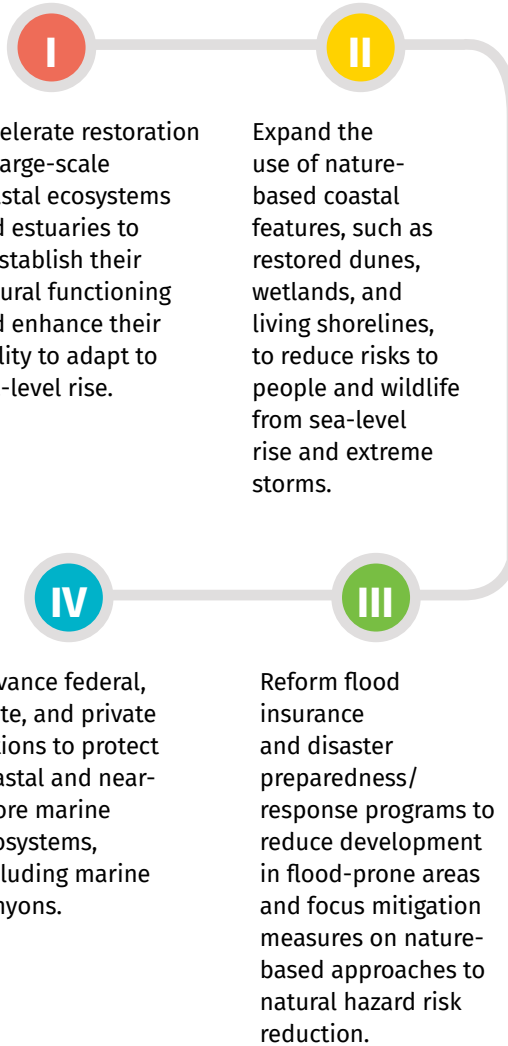 I
elerate restoration
arge-scale
stal ecosystems
d estuaries to
stablish their
ural functioning
d enhance their
lity to adapt to
-level rise.
II
Expand the
use of nature-
based coastal
features, such as
restored dunes,
wetlands, and
living shorelines,
to reduce risks to
people and wildlife
from sea-level
rise and extreme
storms.
III
Reform flood
insurance
and disaster
preparedness/
response programs to
reduce development
in flood-prone areas
and focus mitigation
measures on nature-
based approaches to
natural hazard risk
reduction.
IV
vance federal,
te, and private
tions to protect
astal and near-
ore marine
osystems,
luding marine
nyons.